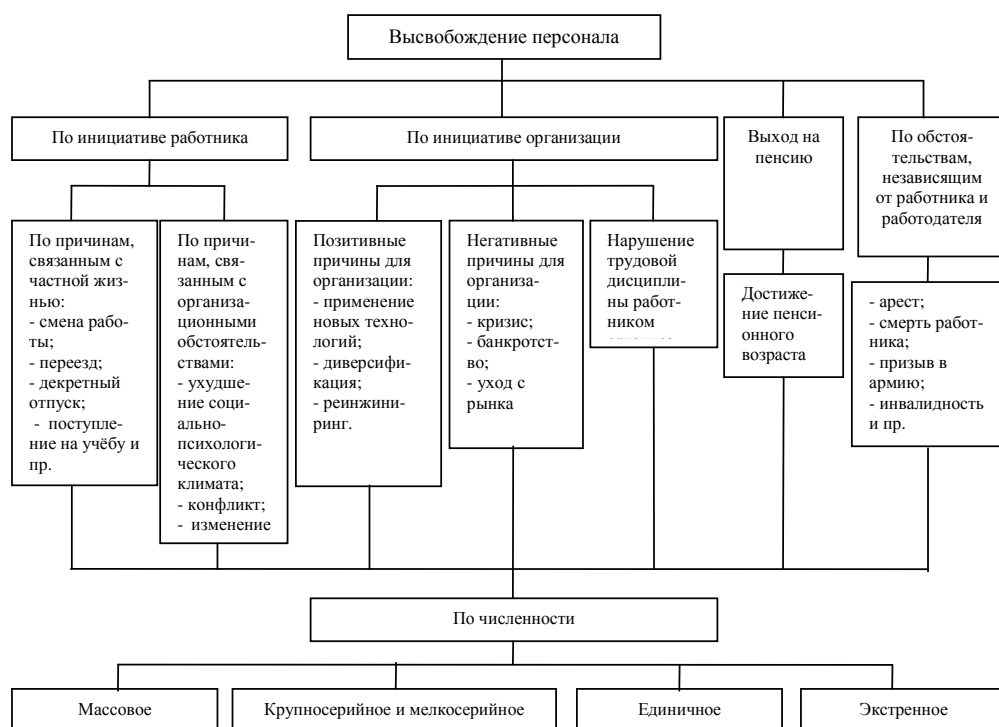 Высвобождение персонала
По инициативе работника
По инициативе организации
Выход на
пенсию
По обстоя-
тельствам,
независящим
от работника и
работодателя
По причинам,
связанным с
частной жиз-
нью:
- смена рабо-
ты;
- переезд;
- декретный
отпуск;
- поступле-
ние на учёбу и
пр.
По причи-
нам, свя-
занным с
организа-
ционными
обстоятель-
ствами:
- ухудше-
ние соци-
ально-
психологи-
ческого
климата;
- конфликт;
- изменение
Позитивные
причины для
организации:
- применение
новых техно-
логий;
- диверсифи-
кация;
- реинжини-
ринг.
Негативные
причины для
организа-
ции:
- кризис;
- банкротст-
во;
- уход с
рынка
Нарушение
трудовой
дисципли-
ны работ-
ником
Достиже-
ние пенси-
онного
возраста
- арест;
- смерть работ-
ника;
- призыв в
армию;
- инвалидность
и пр.
По численности
Массовое
Крупносерийное и мелкосерийное
Единичное
Экстренное